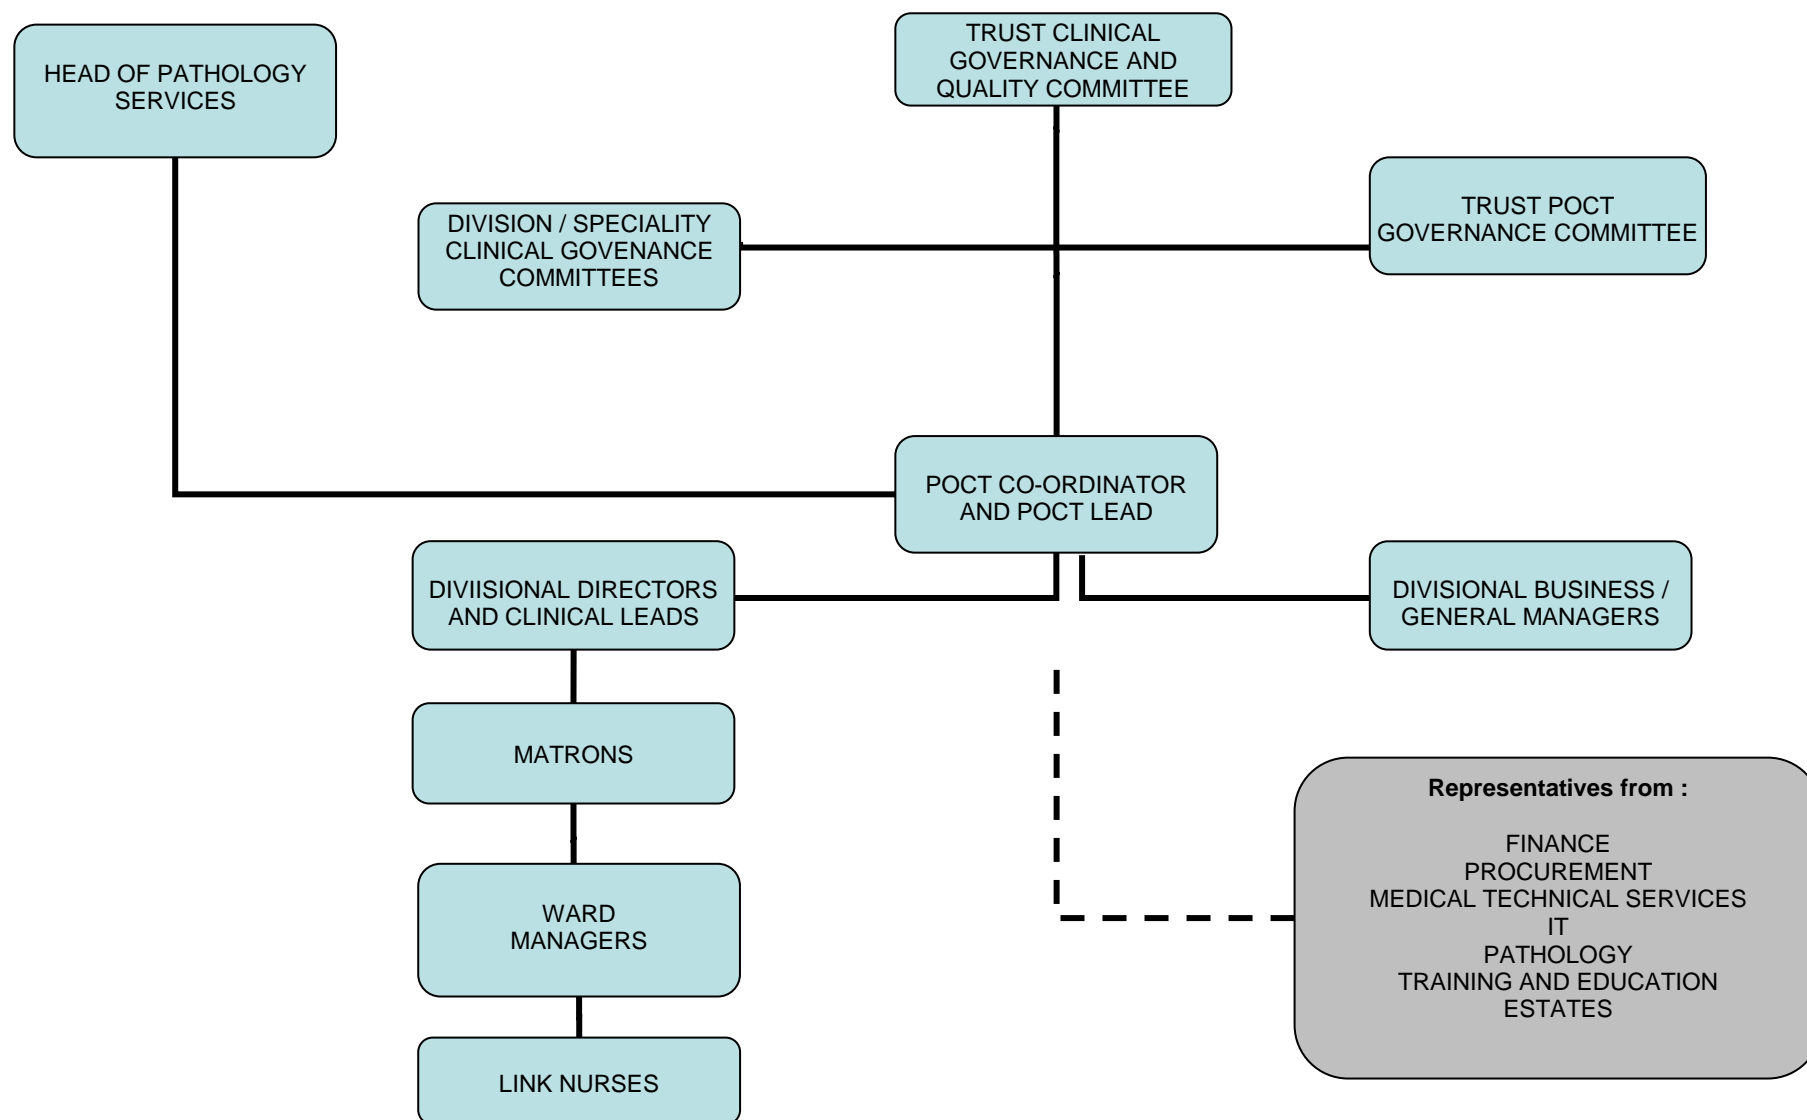 HEAD OF PATHOLOGY
SERVICES
TRUST CLINICAL
GOVERNANCE AND
QUALITY COMMITTEE
DIVISION / SPECIALITY
CLINICAL GOVENANCE
COMMITTEES
TRUST POCT
GOVERNANCE COMMITTEE
POCT CO-ORDINATOR
AND POCT LEAD
DIVIISIONAL DIRECTORS
AND CLINICAL LEADS
DIVISIONAL BUSINESS /
GENERAL MANAGERS
MATRONS
WARD
MANAGERS
LINK NURSES
Representatives from :
FINANCE
PROCUREMENT
MEDICAL TECHNICAL SERVICES
IT
PATHOLOGY
TRAINING AND EDUCATION
ESTATES